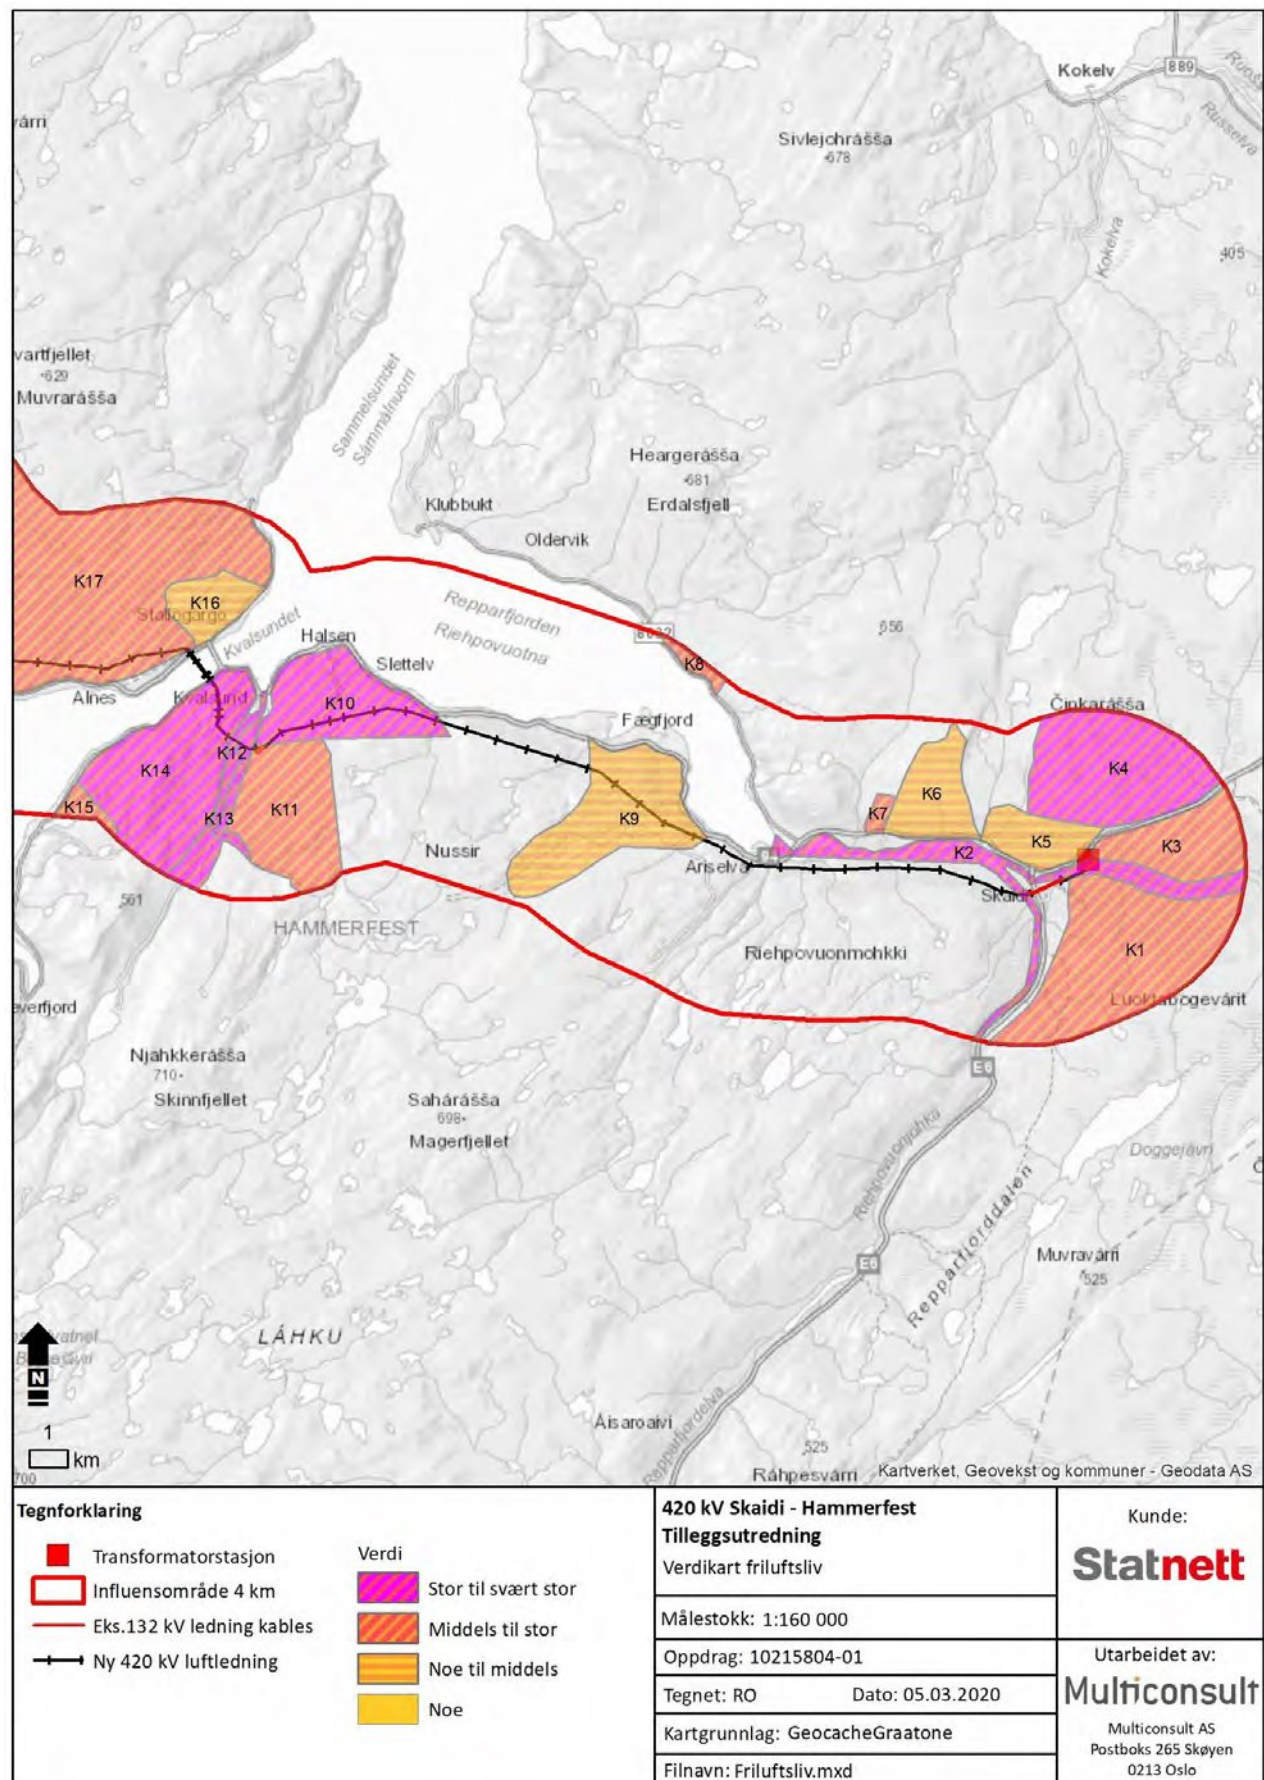 Kokelv
889
Russelva
várri
Sivlejohrášša
678
Kokelva
405
vartfjellet
629
Muvrarášša
Sammelsundet
Sámmálnuorri
Heargerášša
681
Erdalsfjell
Klubbukt
Oldervik
K17
K16
Stallogargo
Kvalsundet
Halsen
Repparfjorden
Riehpovuotna
656
K8
Slettelv
Alnes
Kvalsund
K10
Fægfjord
Činkarášša
K12
K14
K4
K15
K13
K11
K9
K7
K6
K5
K3
K2
Nussir
Ariselva
Skaidi
561
HAMMERFEST
Riehpovuonmohkki
K1
Luoktabogevárit
everfjord
Njahkkerášša
710
Skinnfjellet
Sahárášša
698
Magerfjellet
E6
Riehpovuonjohka
Doggejávri
Repparfjorddalen
Muvravárri
525
E6
LÁHKU
N
1
km
Áisaroaivi
Repparfjordelva
525
Ráhpesvárri
700
Kartverket, Geovekst og kommuner - Geodata AS
Tegnforklaring
Transformatorstasjon
Influensområde 4 km
Eks.132 kV ledning kables
Ny 420 kV luftledning
Verdi
Stor til svært stor
Middels til stor
Noe til middels
Noe
420 kV Skaidi - Hammerfest
Tilleggsutredning
Verdikart friluftsliv
Målestokk: 1:160 000
Oppdrag: 10215804-01
Tegnet: RO Dato: 05.03.2020
Kartgrunnlag: GeocacheGraatone
Filnavn: Friluftsliv.mxd
Kunde:
Statnett
Utarbeidet av:
Multiconsult
Multiconsult AS
Postboks 265 Skøyen
0213 Oslo